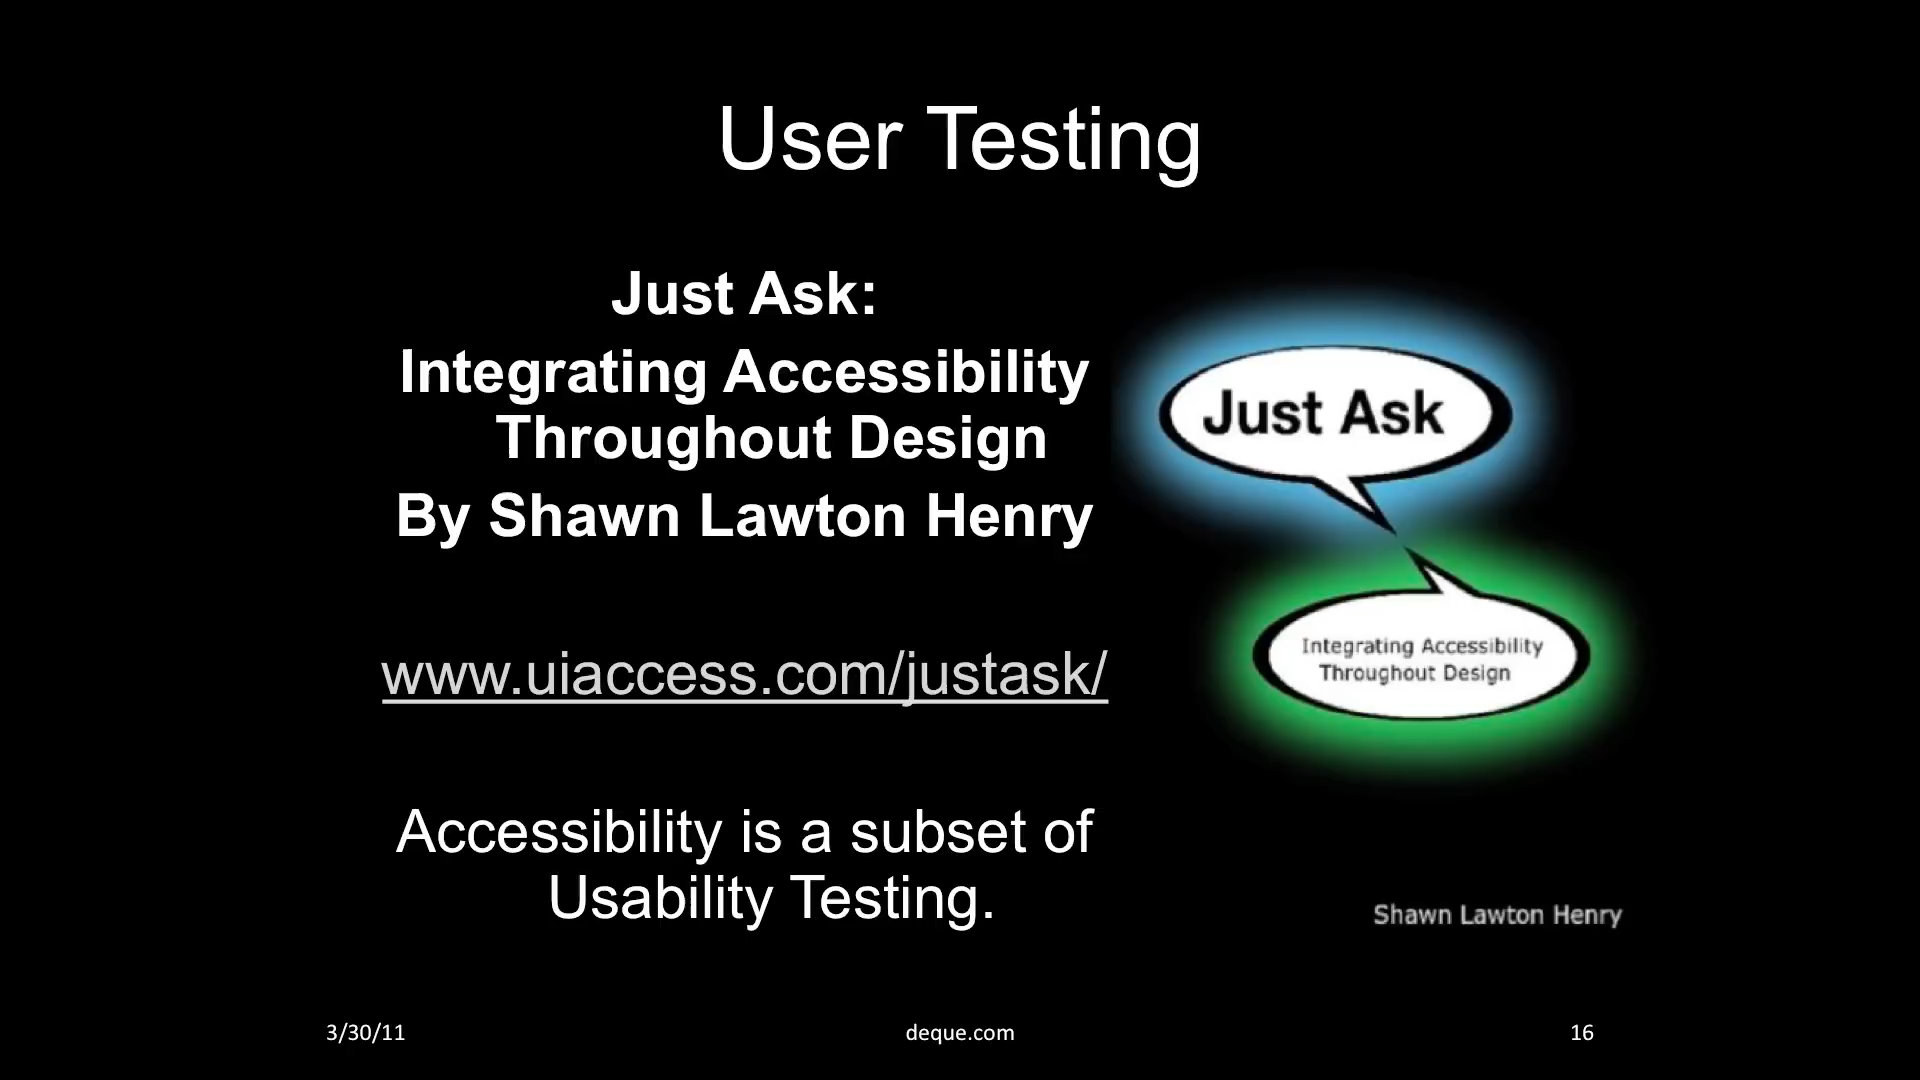 User Testing
Just Ask:
Integrating Accessibility
Throughout Design
By Shawn Lawton Henry
www.uiaccess.com/justask/
Accessibility is a subset of
Usability Testing.
Just Ask
Integrating Accessibility
Throughout Design
Shawn Lawton Henry
3/30/11
deque.com
16